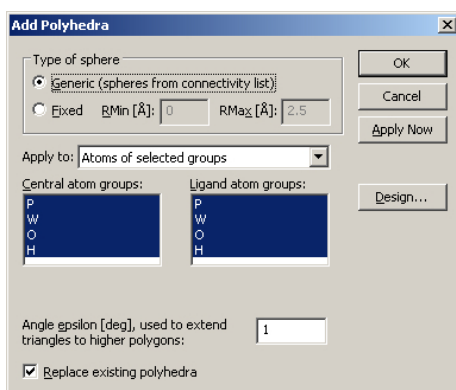 Add Polyhedra
Type of sphere
Generic (spheres from connectivity list)
Fixed RMin [Å]: 0 RMax [Å]: 2.5
OK
Cancel
Apply Now
Apply to: Atoms of selected groups
Central atom groups: Ligand atom groups:
P P
W W
O O
H H
Design...
Angle epsilon [deg], used to extend
triangles to higher polygons: 1
Replace existing polyhedra